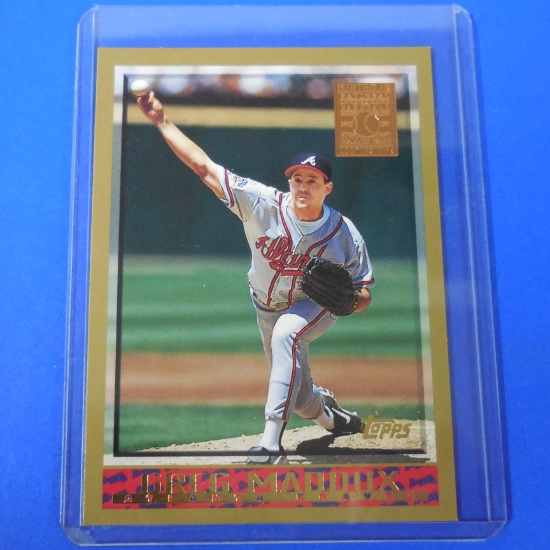 A
Atlanta
Topps
GREG MADDUX
ATLANTA BRAVES